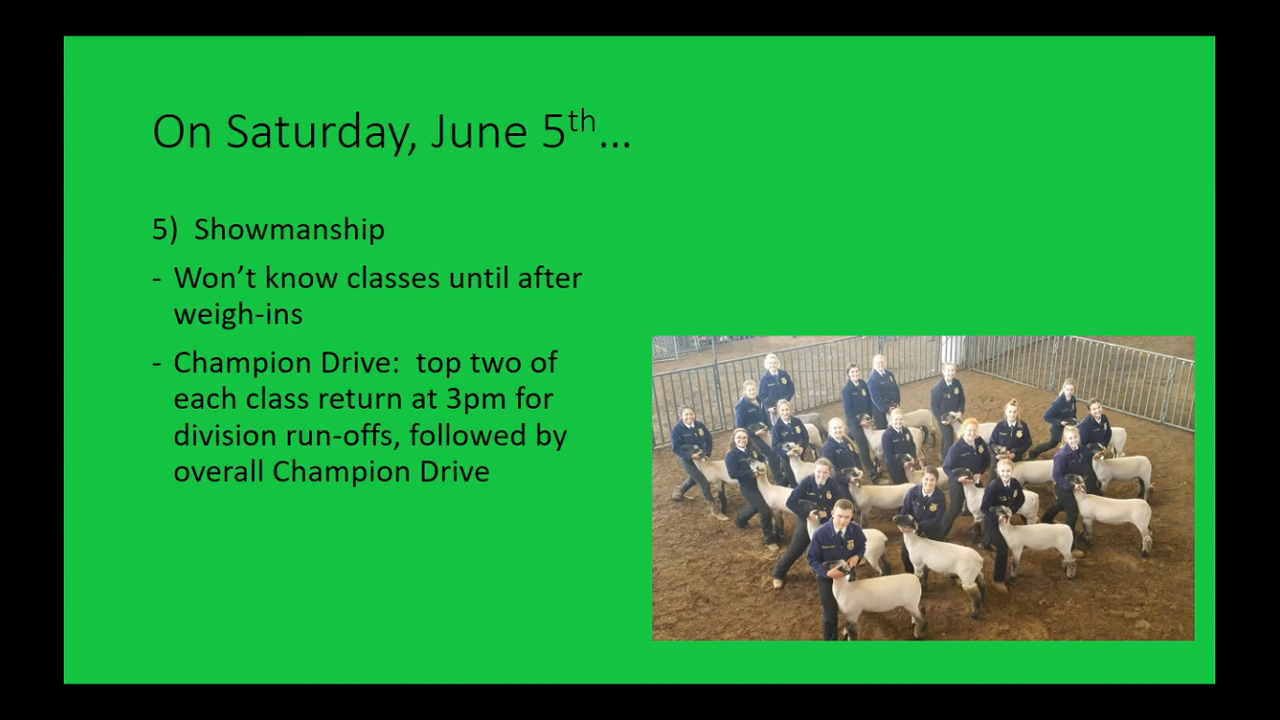 On Saturday, June 5th...
5) Showmanship
- Won’t know classes until after
weigh-ins
- Champion Drive: top two of
each class return at 3pm for
division run-offs, followed by
overall Champion Drive